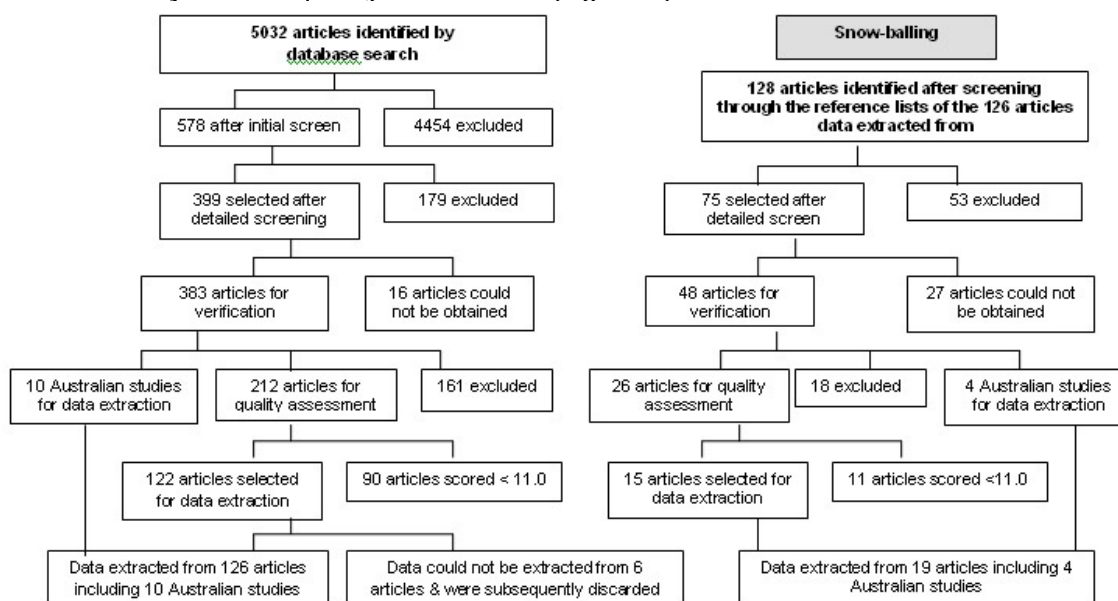 5032 articles identified by
database search
578 after initial screen
4454 excluded
399 selected after
detailed screening
179 excluded
383 articles for
verification
16 articles could
not be obtained
10 Australian studies
for data extraction
212 articles for
quality assessment
161 excluded
122 articles selected
for data extraction
90 articles scored < 11.0
Data extracted from 126 articles
including 10 Australian studies
Data could not be extracted from 6
articles & were subsequently discarded
Snow-balling
128 articles identified after screening
through the reference lists of the 126 articles
data extracted from
75 selected after
detailed screen
53 excluded
48 articles for
verification
27 articles could not
be obtained
26 articles for quality
assessment
18 excluded
4 Australian studies
for data extraction
15 articles selected for
data extraction
11 articles scored <11.0
Data extracted from 19 articles including 4
Australian studies